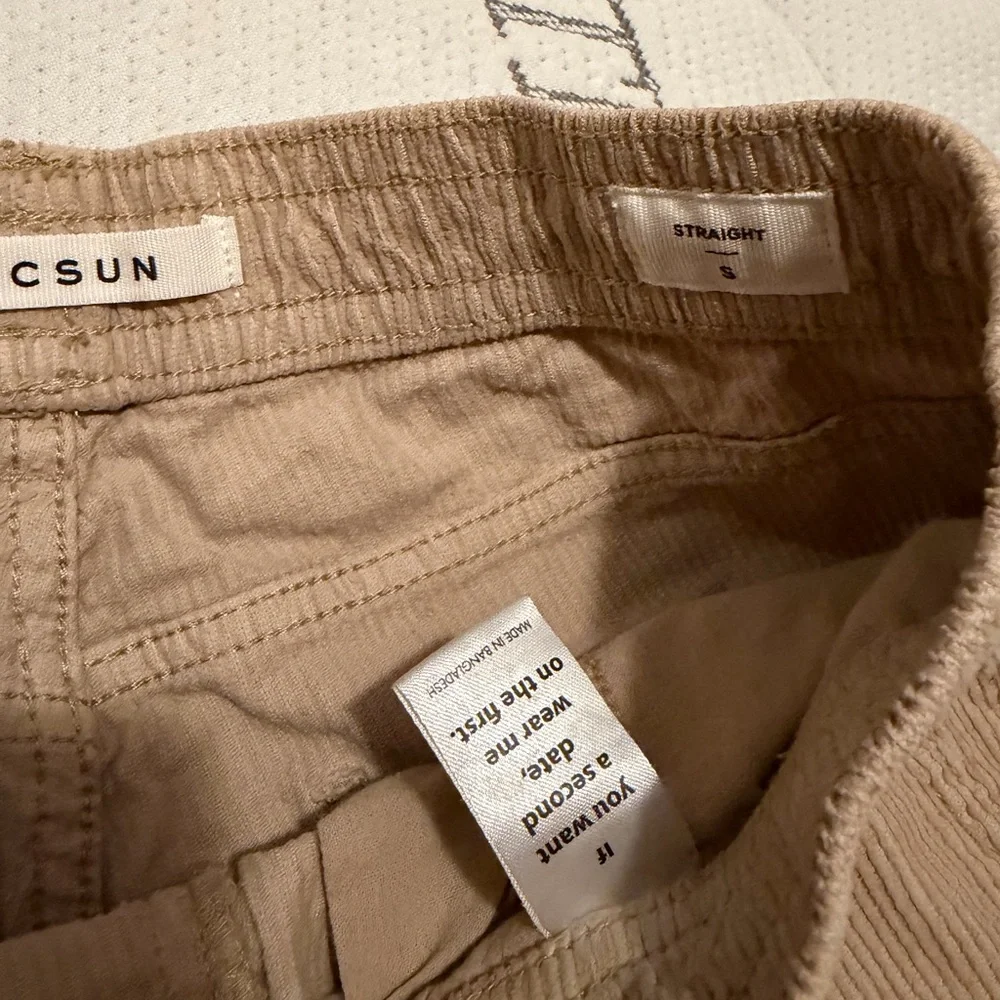 CSUN
STRAIGHT
S
If
you want
a second
date,
wear me
on the first.
MADE IN BANGLADESH